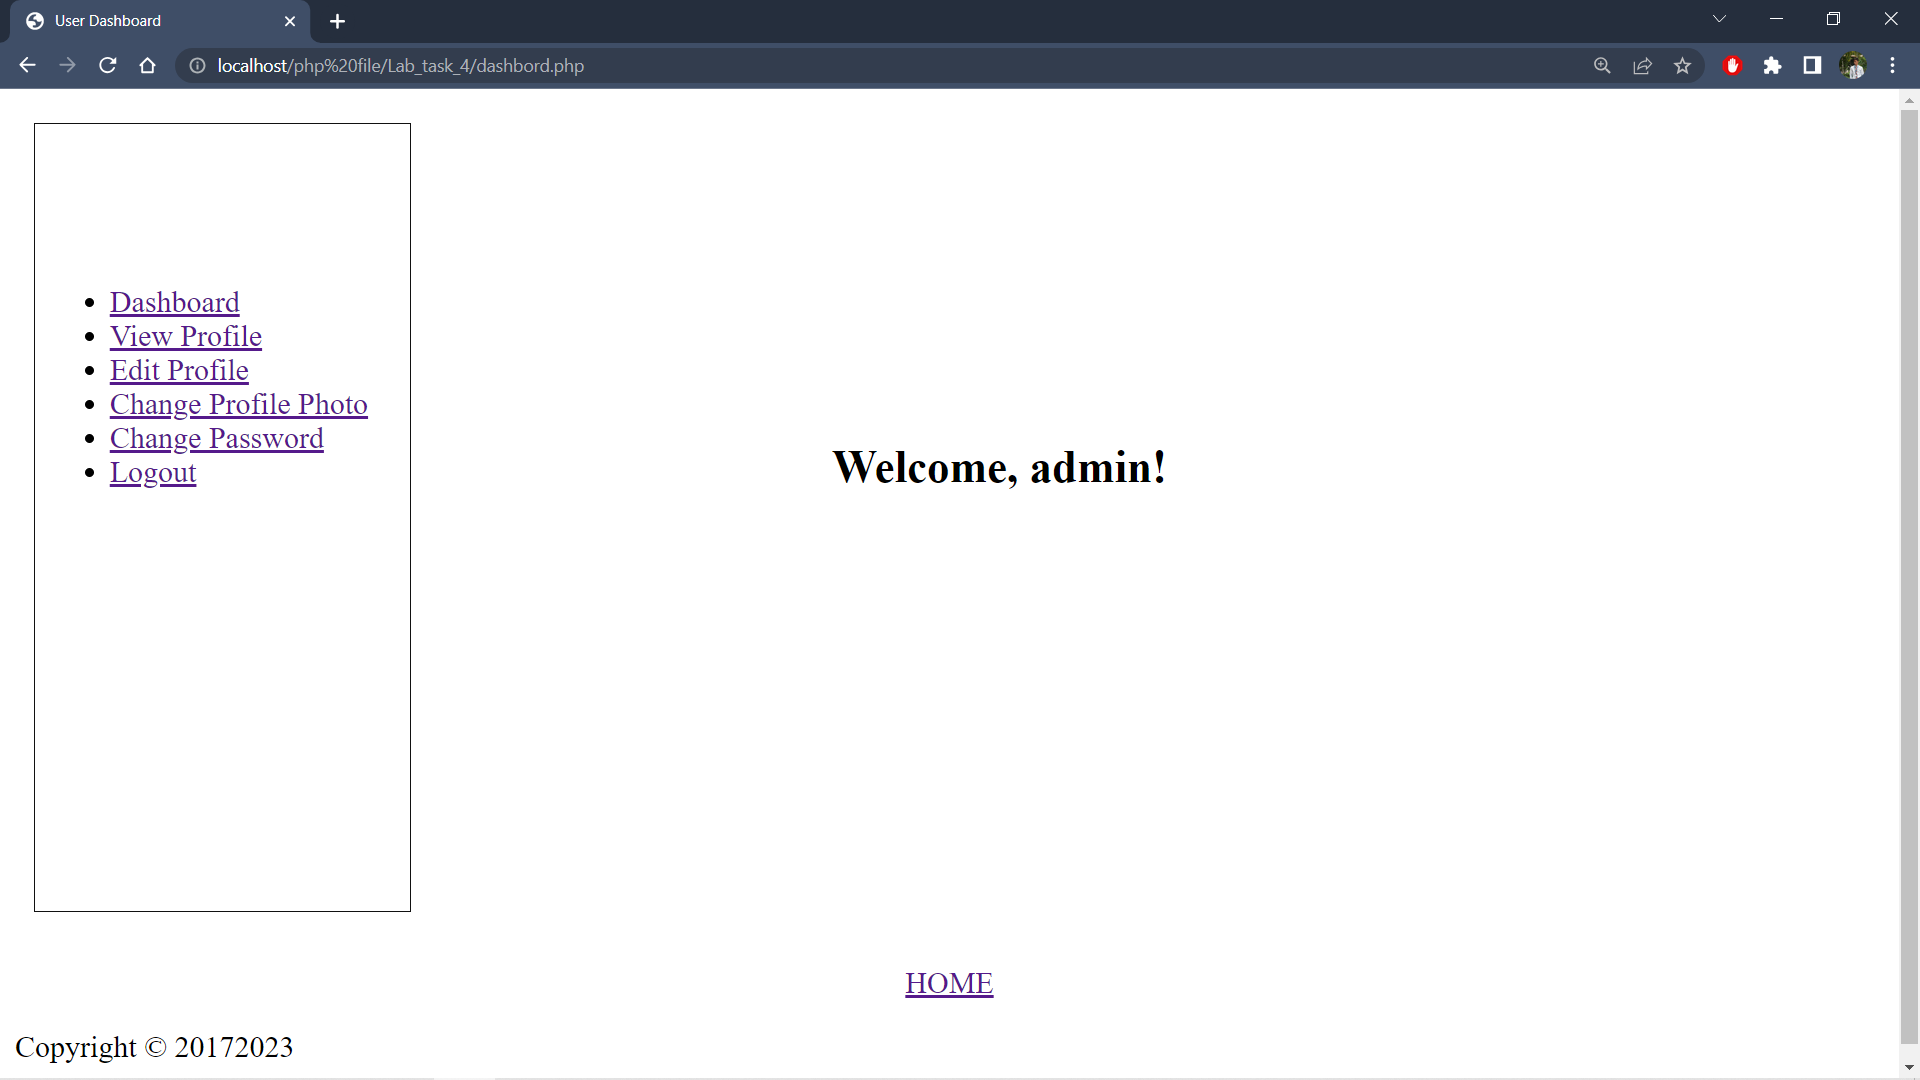 User Dashboard
localhost/php%20file/Lab_task_4/dashbord.php
Dashboard
View Profile
Edit Profile
Change Profile Photo
Change Password
Logout
Welcome, admin!
HOME
Copyright © 20172023